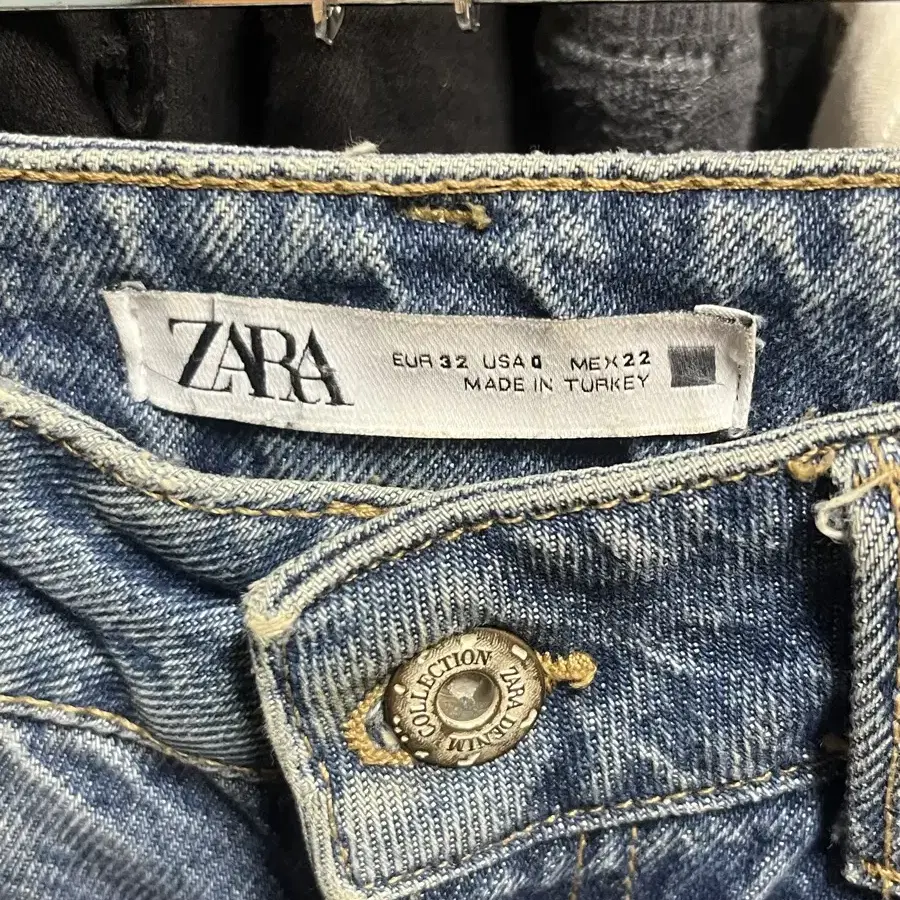 ZARA
EUR 32 USA 0 MEX 22
MADE IN TURKEY
ZARA DENIM COLLECTION